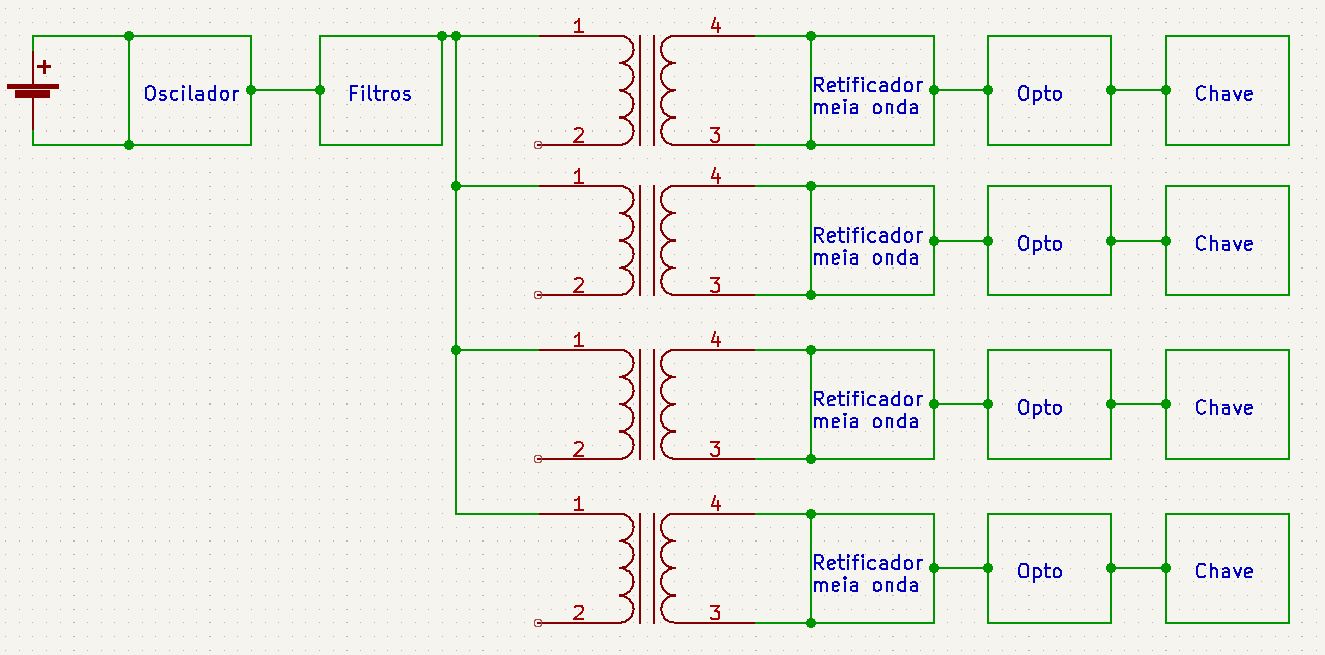 +
1
4
Oscilador
Filtros
Retificador
meia onda
Opto
Chave
2
3
1
4
Retificador
meia onda
Opto
Chave
2
3
1
4
Retificador
meia onda
Opto
Chave
2
3
1
4
Retificador
meia onda
Opto
Chave
2
3